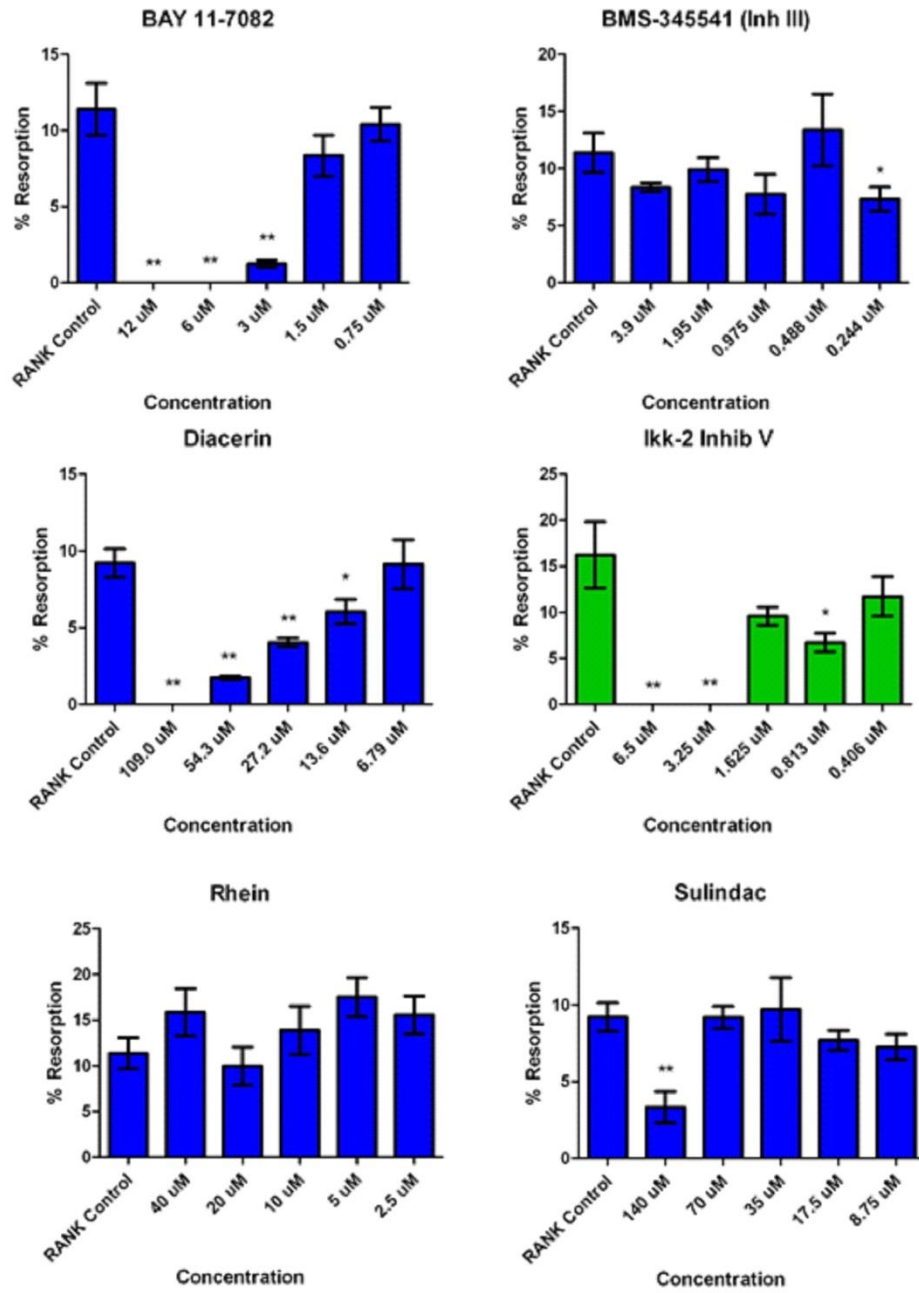 BAY 11-7082
% Resorption
15
10
5
0
** ** **
RANK Control 12 uM 6 uM 3 uM 1.5 uM 0.75 uM
Concentration
BMS-345541 (Inh III)
% Resorption
20
15
10
5
0
*
RANK Control 3.9 uM 1.95 uM 0.975 uM 0.488 uM 0.244 uM
Concentration
Diacerin
% Resorption
15
10
5
0
** ** ** *
RANK Control 109.0 uM 54.3 uM 27.2 uM 13.6 uM 6.79 uM
Concentration
Ikk-2 Inhib V
% Resorption
25
20
15
10
5
0
** ** *
RANK Control 6.5 uM 3.25 uM 1.625 uM 0.813 uM 0.406 uM
Concentration
Rhein
% Resorption
25
20
15
10
5
0
RANK Control 40 uM 20 uM 10 uM 5 uM 2.5 uM
Concentration
Sulindac
% Resorption
15
10
5
0
**
RANK Control 140 uM 70 uM 35 uM 17.5 uM 8.75 uM
Concentration